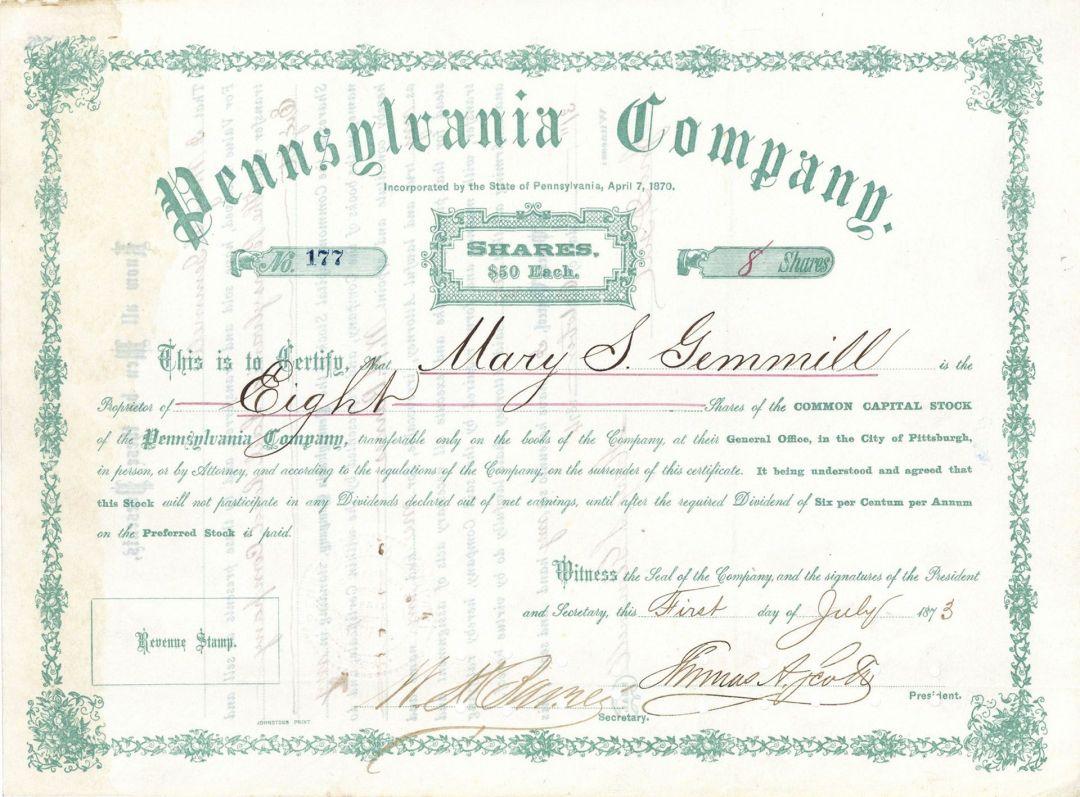 Pennsylvania Company.
Incorporated by the State of Pennsylvania, April 7, 1870.
No. 177
SHARES.
$50 Each.
8 Shares
This is to Certify, that Mary S. Gemmill is the
Proprietor of Eight Shares of the COMMON CAPITAL STOCK
of the Pennsylvania Company, transferable only on the books of the Company, at their General Office, in the City of Pittsburgh,
in person, or by Attorney, and according to the regulations of the Company, on the surrender of this certificate. It being understood and agreed that
this Stock will not participate in any Dividends declared out of net earnings, until after the required Dividend of Six per Centum per Annum
on the Preferred Stock is paid.
Witness the Seal of the Company, and the signatures of the President
and Secretary, this First day of July 1873
Revenue Stamp.
W. H. Barnes
Thomas A. Scott
President.
Secretary.
JOHNSTONS PRINT